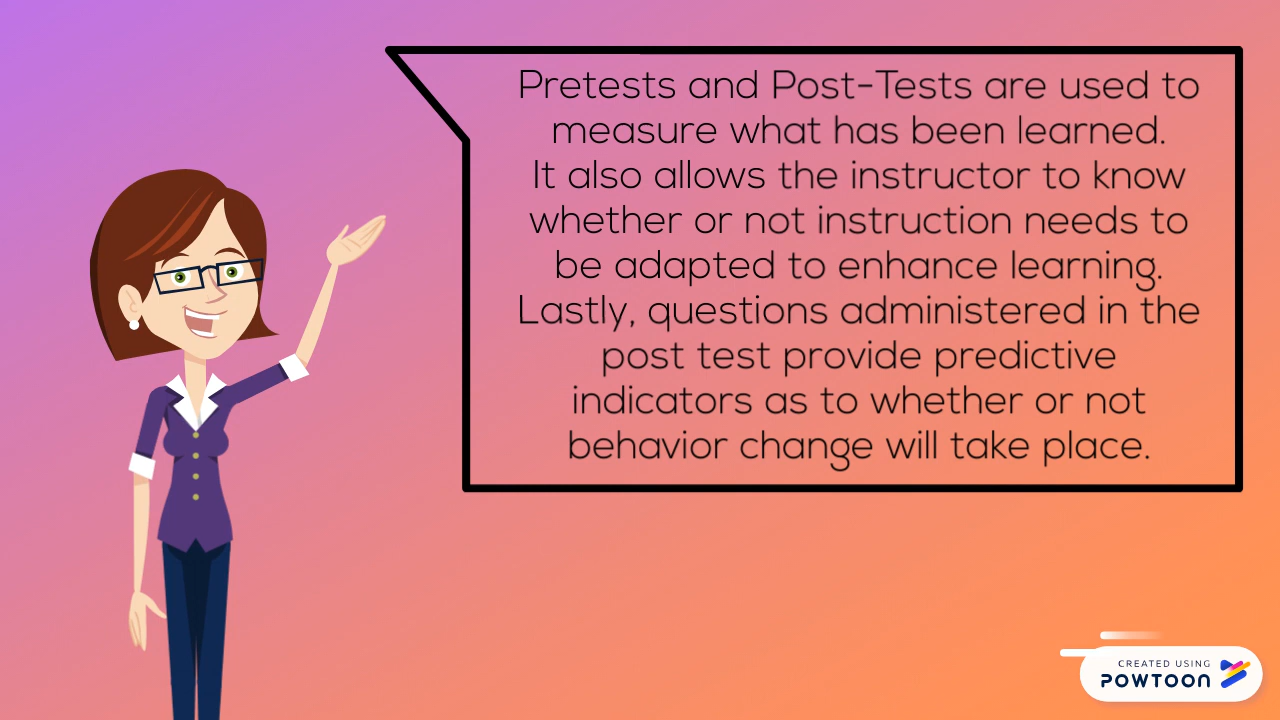 Pretests and Post-Tests are used to
measure what has been learned.
It also allows the instructor to know
whether or not instruction needs to
be adapted to enhance learning.
Lastly, questions administered in the
post test provide predictive
indicators as to whether or not
behavior change will take place.
CREATED USING
POWTOON